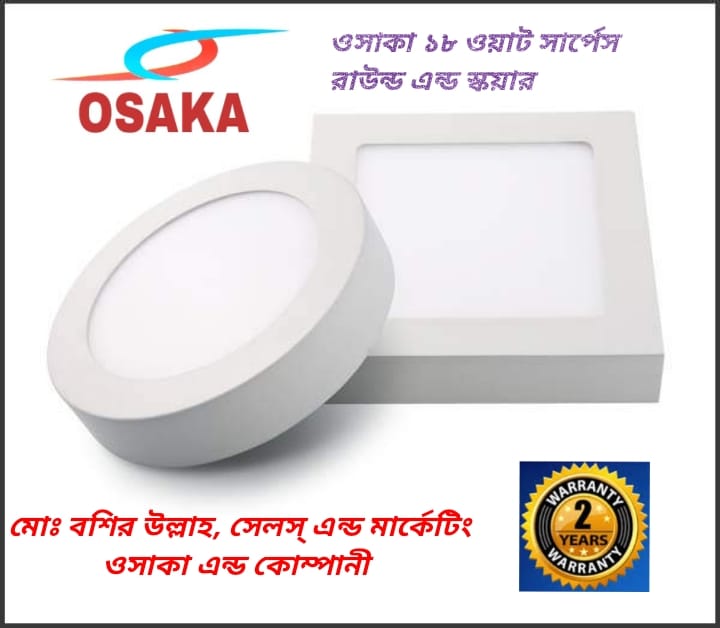 OSAKA
ওসাকা ১৮ ওয়াট সার্পেস
রাউন্ড এন্ড স্কয়ার
মোঃ বশির উল্লাহ, সেলস্ এন্ড মার্কেটিং
ওসাকা এন্ড কোম্পানী
WARRANTY
2
YEARS
WARRANTY